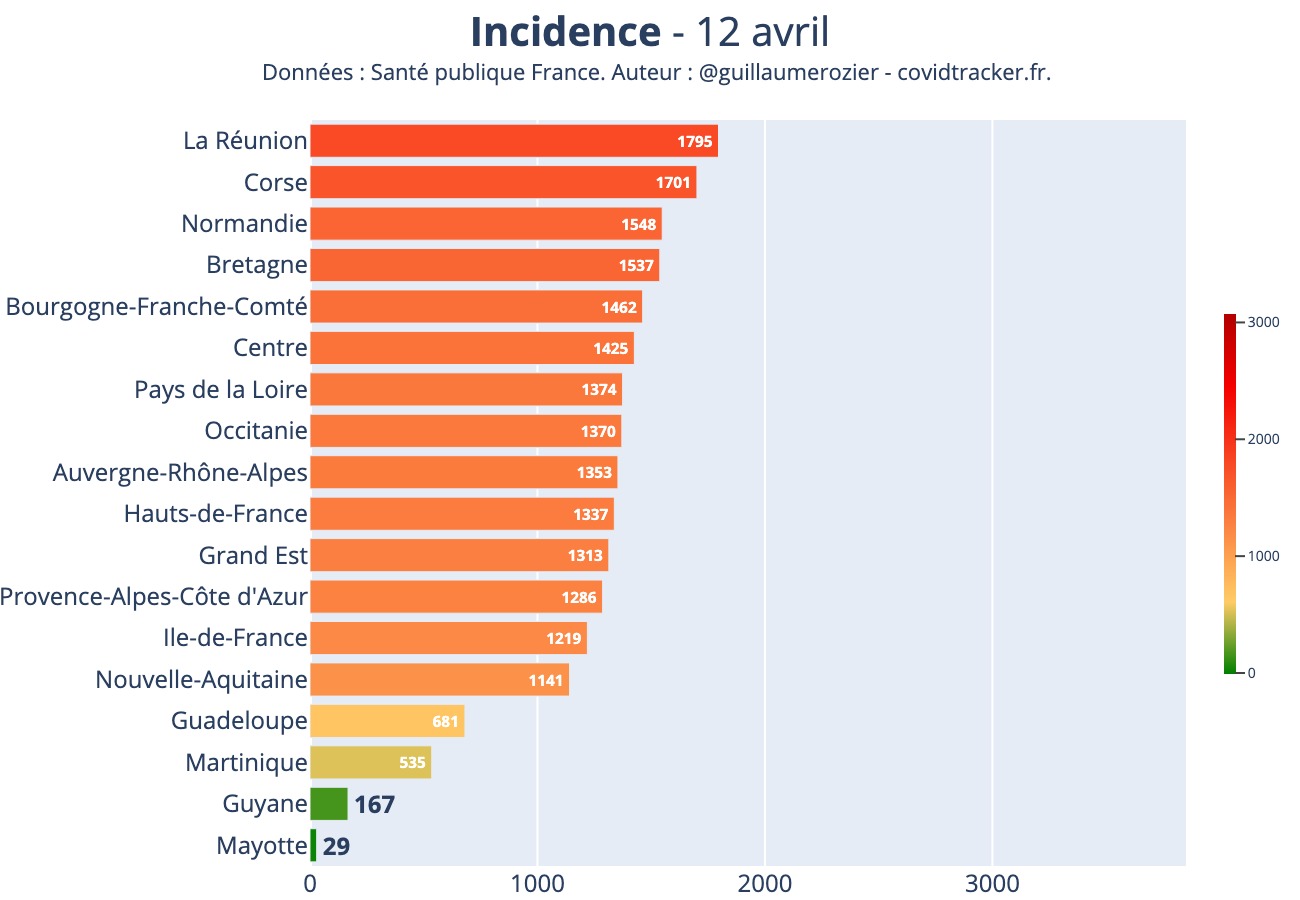 Incidence - 12 avril
Données : Santé publique France. Auteur : @guillaumerozier - covidtracker.fr.
La Réunion 1795
Corse 1701
Normandie 1548
Bretagne 1537
Bourgogne-Franche-Comté 1462
Centre 1425
Pays de la Loire 1374
Occitanie 1370
Auvergne-Rhône-Alpes 1353
Hauts-de-France 1337
Grand Est 1313
Provence-Alpes-Côte d'Azur 1286
Ile-de-France 1219
Nouvelle-Aquitaine 1141
Guadeloupe 681
Martinique 535
Guyane 167
Mayotte 29
0 1000 2000 3000
3000
2000
1000
0